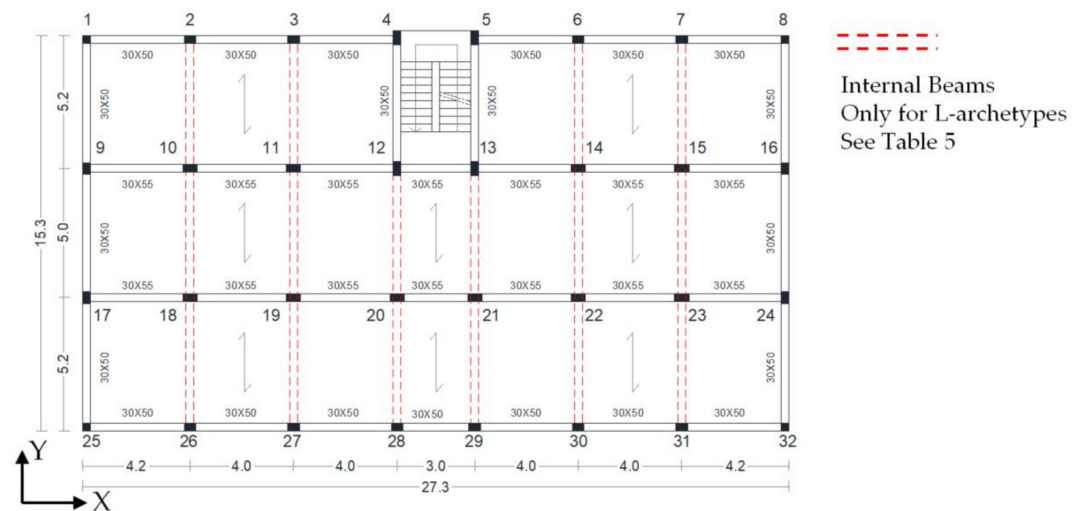 1 2 3 4 5 6 7 8
30X50 30X50 30X50 30X50 30X50 30X50
5.2 30X50 30X50 30X50 30X50
9 10 11 12 13 14 15 16
30X55 30X55 30X55 30X55 30X55 30X55 30X55
15.3 5.0 30X50 30X50
30X55 30X55 30X55 30X55 30X55 30X55 30X55
17 18 19 20 21 22 23 24
5.2 30X50 30X50
30X50 30X50 30X50 30X50 30X50 30X50 30X50
25 26 27 28 29 30 31 32
4.2 4.0 4.0 3.0 4.0 4.0 4.2
27.3
Y
X
Internal Beams
Only for L-archetypes
See Table 5